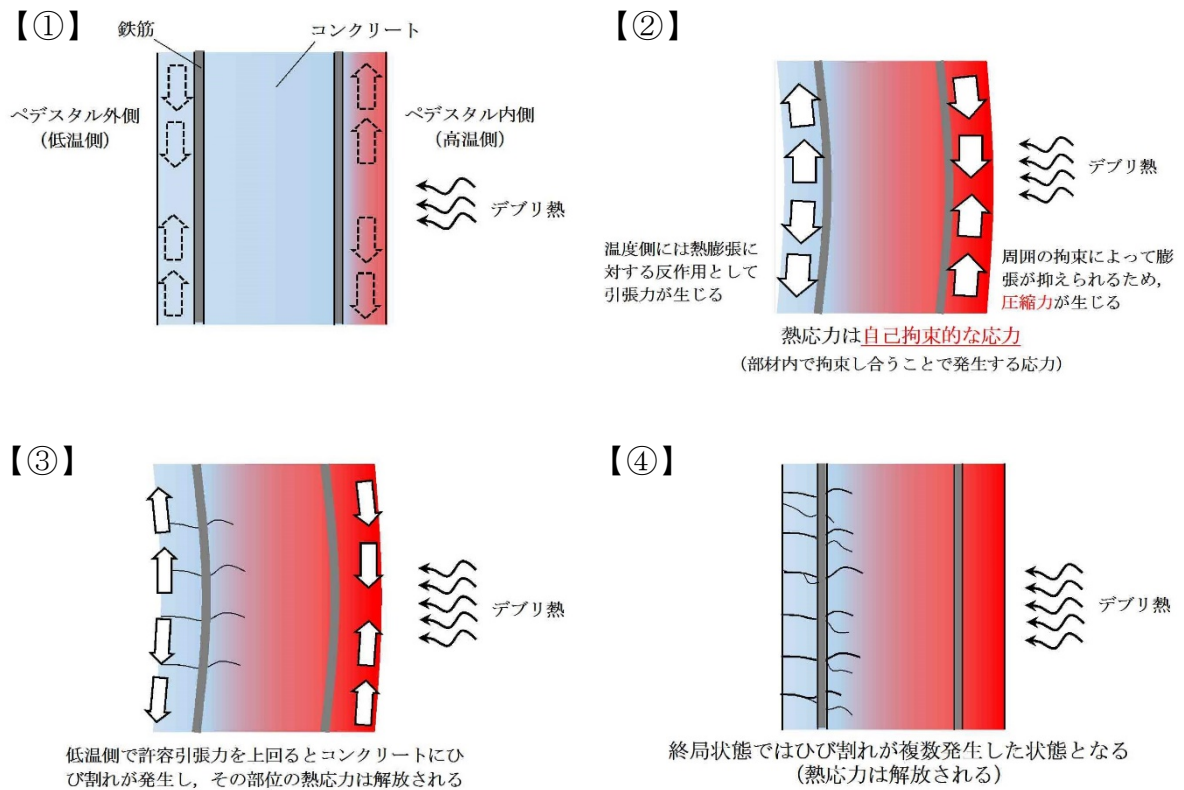 【①】
鉄筋
コンクリート
ペデスタル外側
(低温側)
ペデスタル内側
(高温側)
デブリ熱
【②】
デブリ熱
温度側には熱膨張に
対する反作用として
引張力が生じる
周囲の拘束によって膨
張が抑えられるため,
圧縮力が生じる
熱応力は自己拘束的な応力
(部材内で拘束し合うことで発生する応力)
【③】
デブリ熱
低温側で許容引張力を上回るとコンクリートにひ
び割れが発生し,その部位の熱応力は解放される
【④】
デブリ熱
終局状態ではひび割れが複数発生した状態となる
(熱応力は解放される)